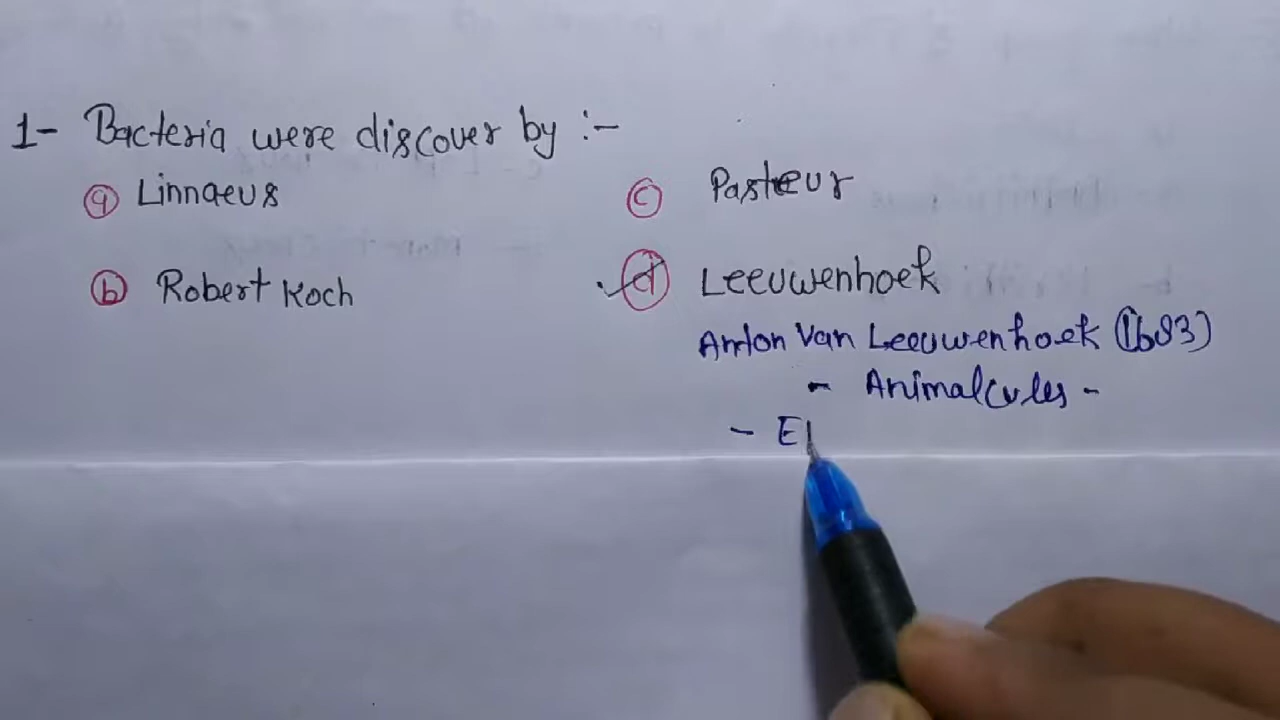 1- Bacteria were discover by :-
a Linnaeus
c Pasteur
b Robert Koch
d Leeuwenhoek
Anton Van Leeuwenhoek (1683)
- Animalcules -
- E